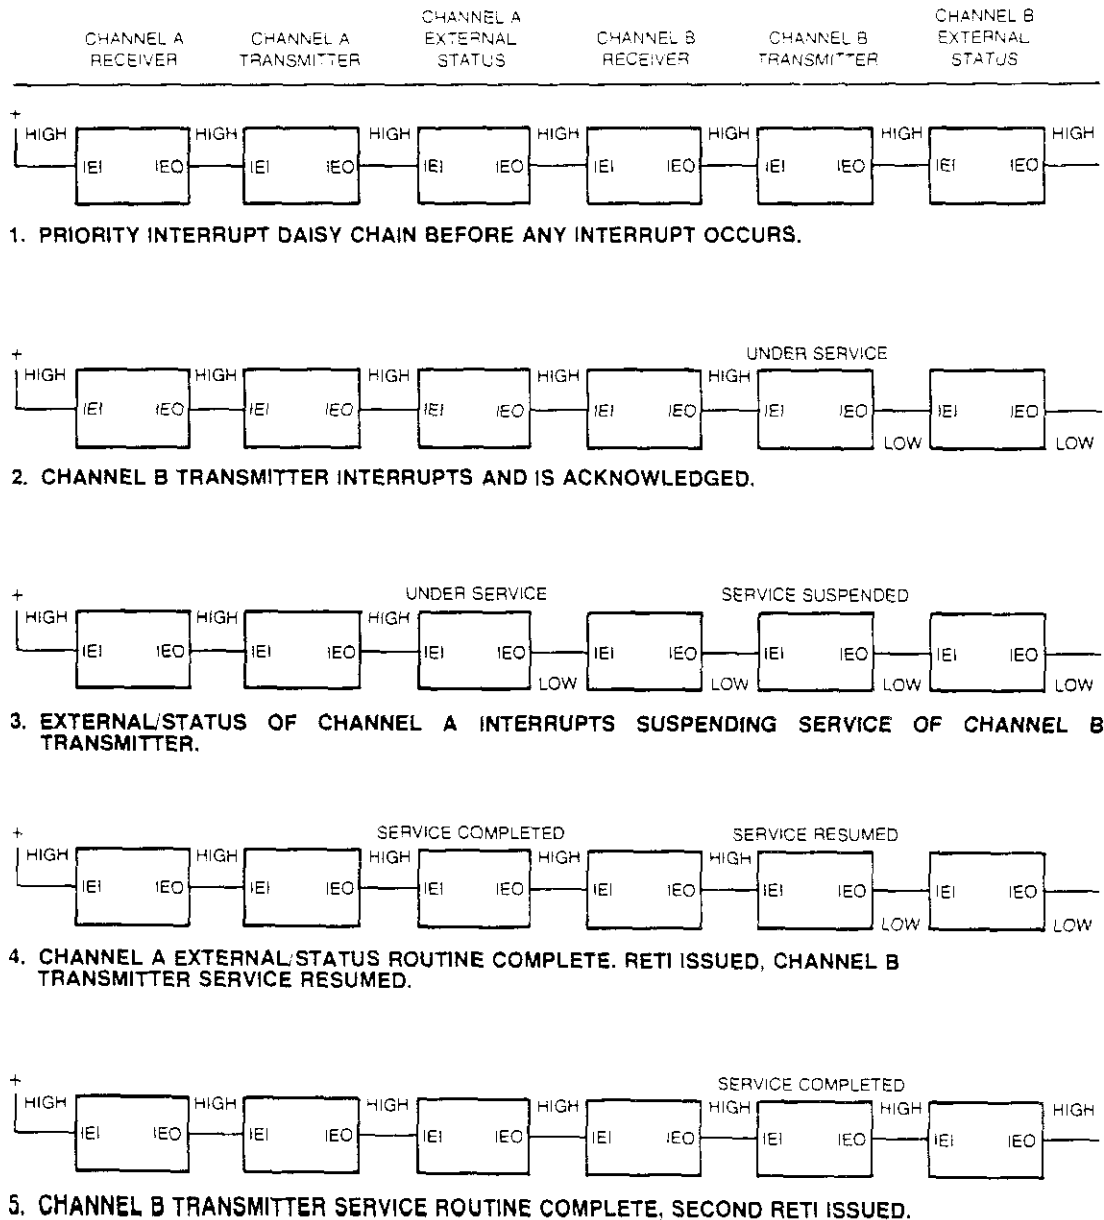 CHANNEL A RECEIVER
CHANNEL A TRANSMITTER
CHANNEL A EXTERNAL STATUS
CHANNEL B RECEIVER
CHANNEL B TRANSMITTER
CHANNEL B EXTERNAL STATUS
+
HIGH HIGH HIGH HIGH HIGH HIGH HIGH
IEI IEO IEI IEO IEI IEO IEI IEO IEI IEO IEI IEO
1. PRIORITY INTERRUPT DAISY CHAIN BEFORE ANY INTERRUPT OCCURS.
UNDER SERVICE
+
HIGH HIGH HIGH HIGH HIGH
IEI IEO IEI IEO IEI IEO IEI IEO IEI IEO IEI IEO
LOW LOW
2. CHANNEL B TRANSMITTER INTERRUPTS AND IS ACKNOWLEDGED.
UNDER SERVICE SERVICE SUSPENDED
+
HIGH HIGH HIGH
IEI IEO IEI IEO IEI IEO IEI IEO IEI IEO IEI IEO
LOW LOW LOW LOW
3. EXTERNAL/STATUS OF CHANNEL A INTERRUPTS SUSPENDING SERVICE OF CHANNEL B
TRANSMITTER.
SERVICE COMPLETED SERVICE RESUMED
+
HIGH HIGH HIGH HIGH HIGH
IEI IEO IEI IEO IEI IEO IEI IEO IEI IEO IEI IEO
LOW LOW
4. CHANNEL A EXTERNAL/STATUS ROUTINE COMPLETE. RETI ISSUED, CHANNEL B
TRANSMITTER SERVICE RESUMED.
SERVICE COMPLETED
+
HIGH HIGH HIGH HIGH HIGH HIGH HIGH
IEI IEO IEI IEO IEI IEO IEI IEO IEI IEO IEI IEO
5. CHANNEL B TRANSMITTER SERVICE ROUTINE COMPLETE, SECOND RETI ISSUED.